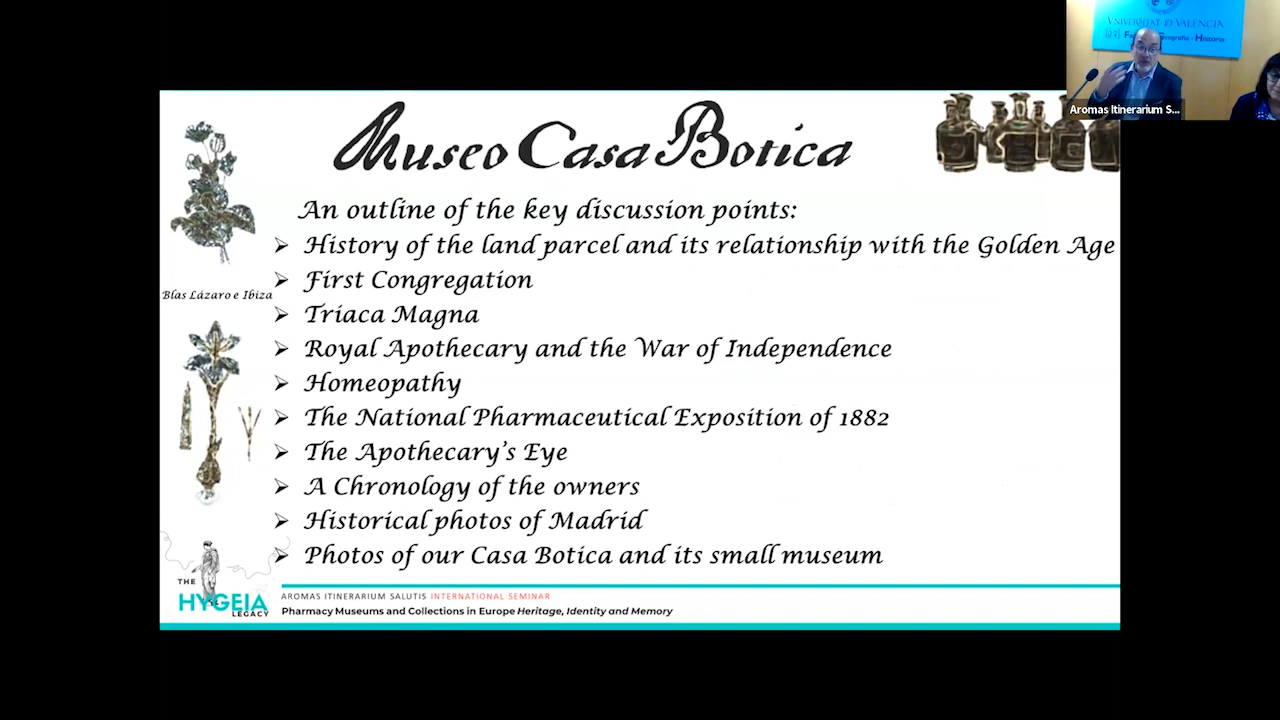 Museo Casa Botica
An outline of the key discussion points:
History of the land parcel and its relationship with the Golden Age
First Congregation
Triaca Magna
Royal Apothecary and the War of Independence
Homeopathy
The National Pharmaceutical Exposition of 1882
The Apothecary's Eye
A Chronology of the owners
Historical photos of Madrid
Photos of our Casa Botica and its small museum
Blas Lázaro e Ibiza
THE
HYGEIA
LEGACY
AROMAS ITINERARIUM SALUTIS INTERNATIONAL SEMINAR
Pharmacy Museums and Collections in Europe Heritage, Identity and Memory
VNIVERSITAT ID VALÈNCIA
Història
Aromas Itinerarium S...